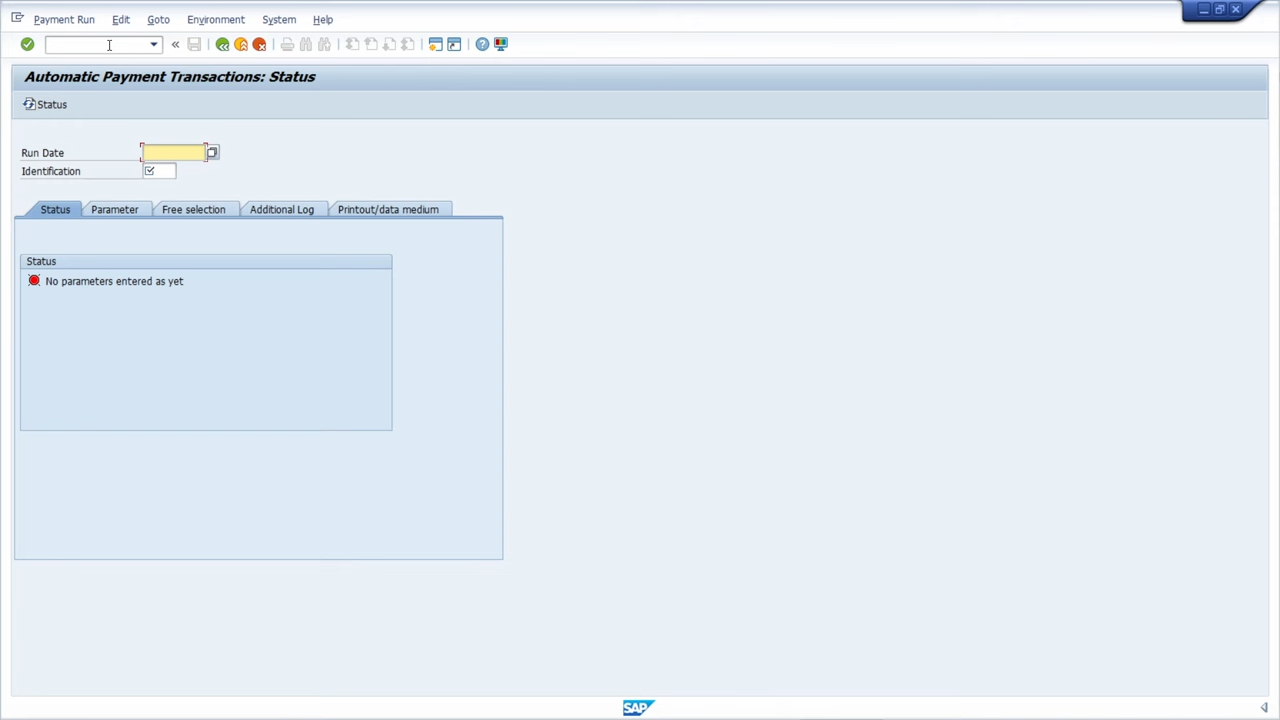 Payment Run Edit Goto Environment System Help
Automatic Payment Transactions: Status
Status
Run Date
Identification
Status Parameter Free selection Additional Log Printout/data medium
Status
No parameters entered as yet
SAP